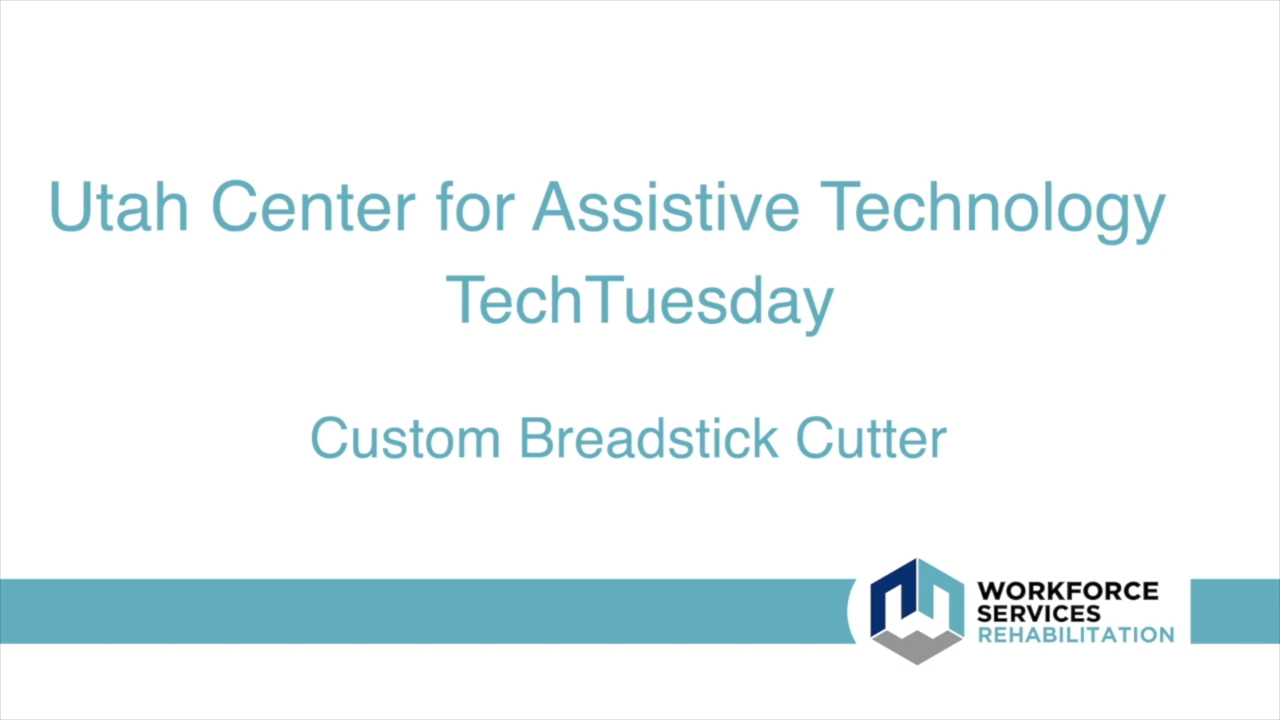 Utah Center for Assistive Technology
TechTuesday
Custom Breadstick Cutter
WORKFORCE
SERVICES
REHABILITATION